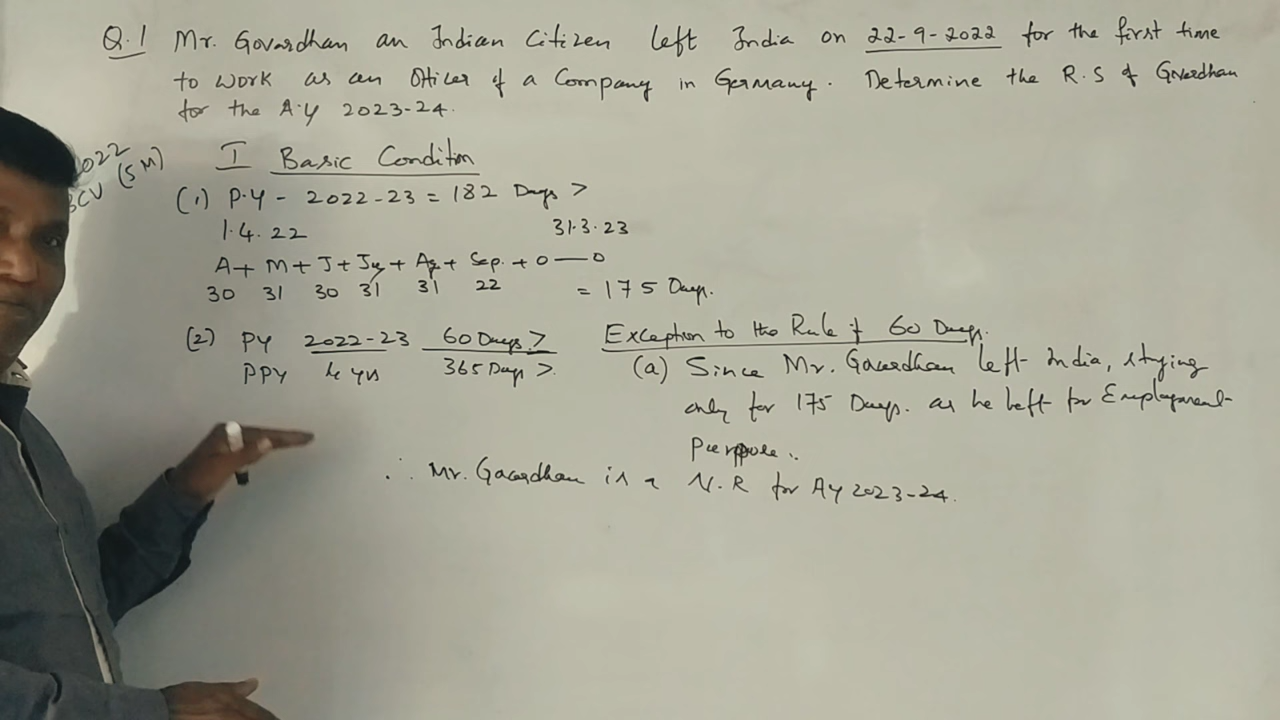 Q.1 Mr. Govardhan an Indian Citizen left India on 22-9-2022 for the first time
to work as an Officer of a Company in Germany. Determine the R.S of Govardhan
for the A.Y 2023-24.
2022
BCU (5M)
I Basic Condition
(1) P.Y - 2022-23 = 182 Days >
1.4.22 31.3.23
A + M + J + Jy + Ag + Sep. + 0 — 0
30 31 30 31 31 22 = 175 Days.
(2) PY 2022-23 60 Days >
PPY 4 yrs 365 Days >
Exception to the Rule of 60 Days.
(a) Since Mr. Govardhan left India, staying
only for 175 Days. as he left for Employment
Purpose.
∴ Mr. Govardhan is a N.R for AY 2023-24.